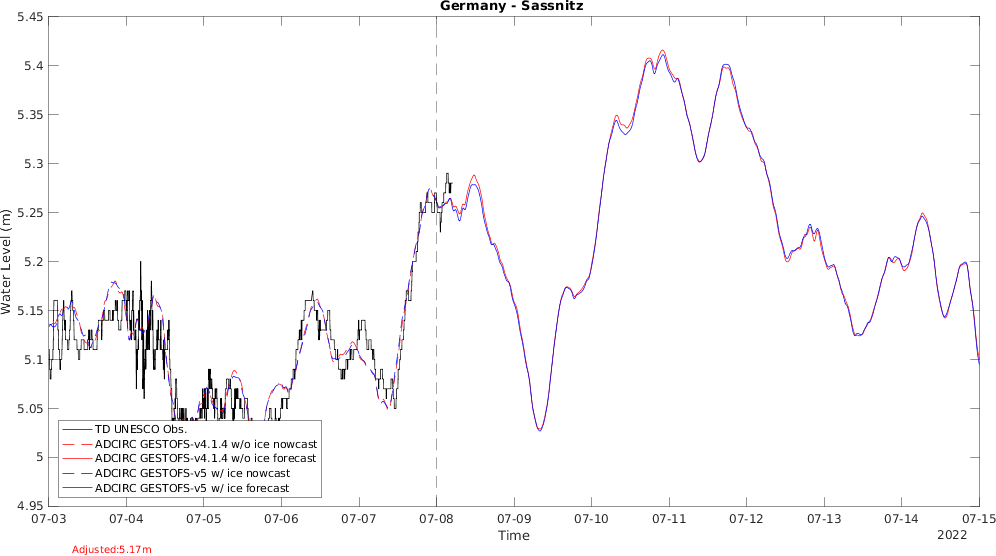 Germany - Sassnitz
5.45
5.4
5.35
5.3
5.25
5.2
5.15
5.1
5.05
5
4.95
Water Level (m)
TD UNESCO Obs.
ADCIRC GESTOFS-v4.1.4 w/o ice nowcast
ADCIRC GESTOFS-v4.1.4 w/o ice forecast
ADCIRC GESTOFS-v5 w/ ice nowcast
ADCIRC GESTOFS-v5 w/ ice forecast
07-03 07-04 07-05 07-06 07-07 07-08 07-09 07-10 07-11 07-12 07-13 07-14 07-15
Time
2022
Adjusted:5.17m